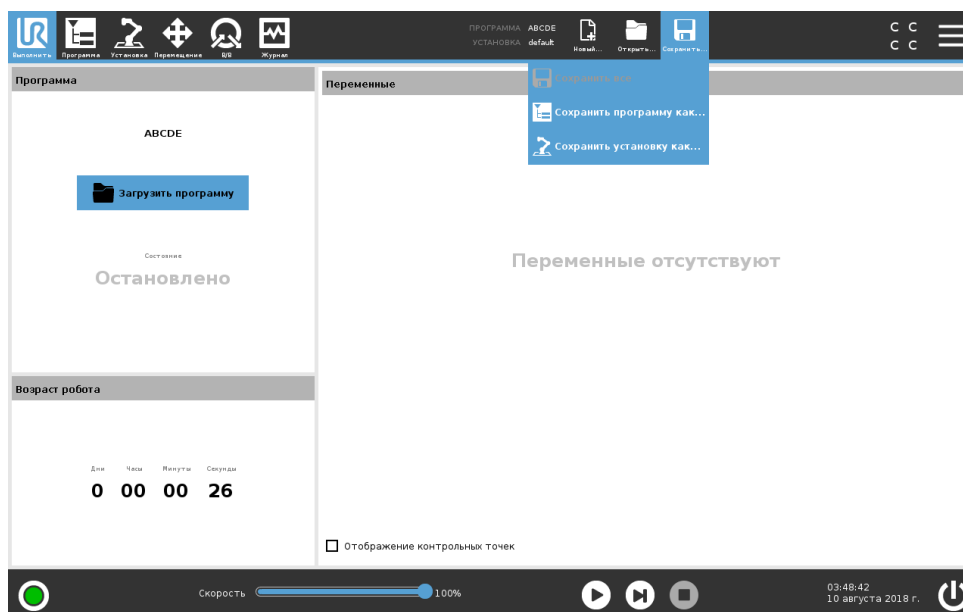 UR
ПРОГРАММА ABCDE
УСТАНОВКА default
Выполнить Программа Установка Перемещение В/В Журнал
Новый... Открыть... Сохранить...
C C
C C
Сохранить все
Сохранить программу как...
Сохранить установку как...
Программа
ABCDE
Загрузить программу
Состояние
Остановлено
Переменные
Переменные отсутствуют
Возраст робота
Дни Часы Минуты Секунды
0 00 00 26
Отображение контрольных точек
Скорость 100%
03:48:42
10 августа 2018 г.